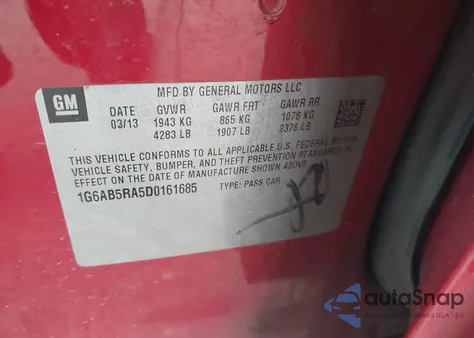 GM
MFD BY GENERAL MOTORS LLC
DATE GVWR GAWR FRT GAWR RR
03/13 1943 KG 865 KG 1078 KG
4283 LB 1907 LB 2376 LB
THIS VEHICLE CONFORMS TO ALL APPLICABLE U.S. FEDERAL MOTOR
VEHICLE SAFETY, BUMPER, AND THEFT PREVENTION STANDARDS
IN EFFECT ON THE DATE OF MANUFACTURE SHOWN ABOVE.
1G6AB5RA5D0161685 TYPE: PASS CAR
autoSnap